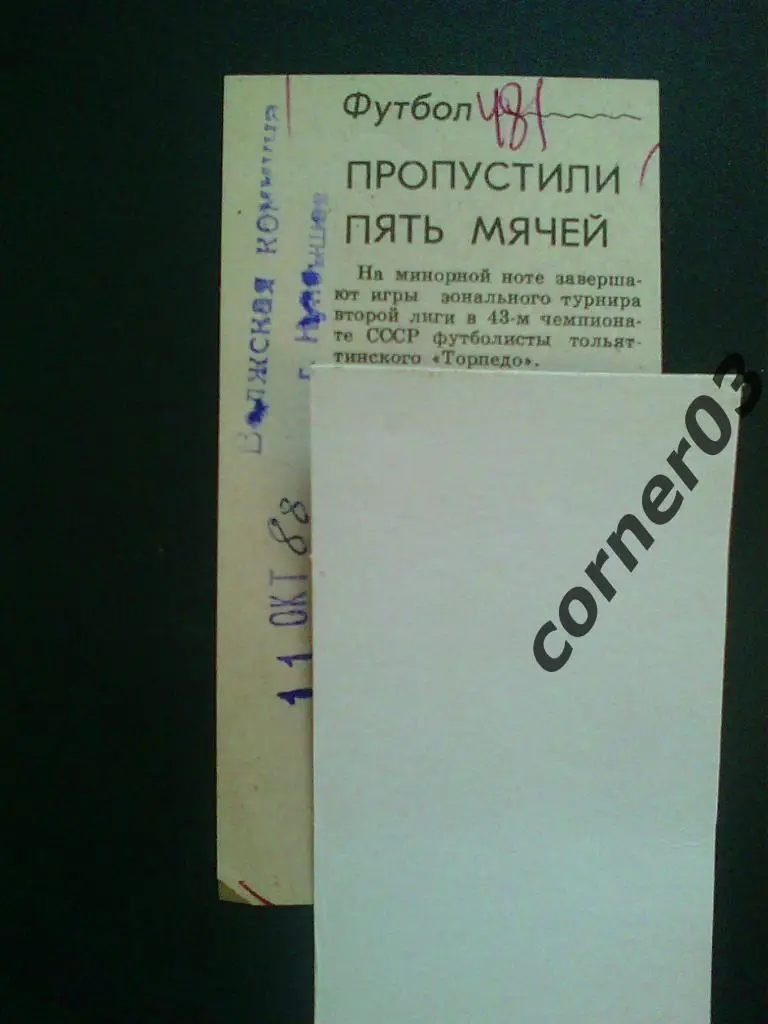 Футбол 481
ПРОПУСТИЛИ
ПЯТЬ МЯЧЕЙ
На минорной ноте заверша-
ют игры зонального турнира
второй лиги в 43-м чемпиона-
те СССР футболисты тольят-
тинского «Торпедо».
Волжская коммуна
г. Куйбышев
11 ОКТ 88
corner03